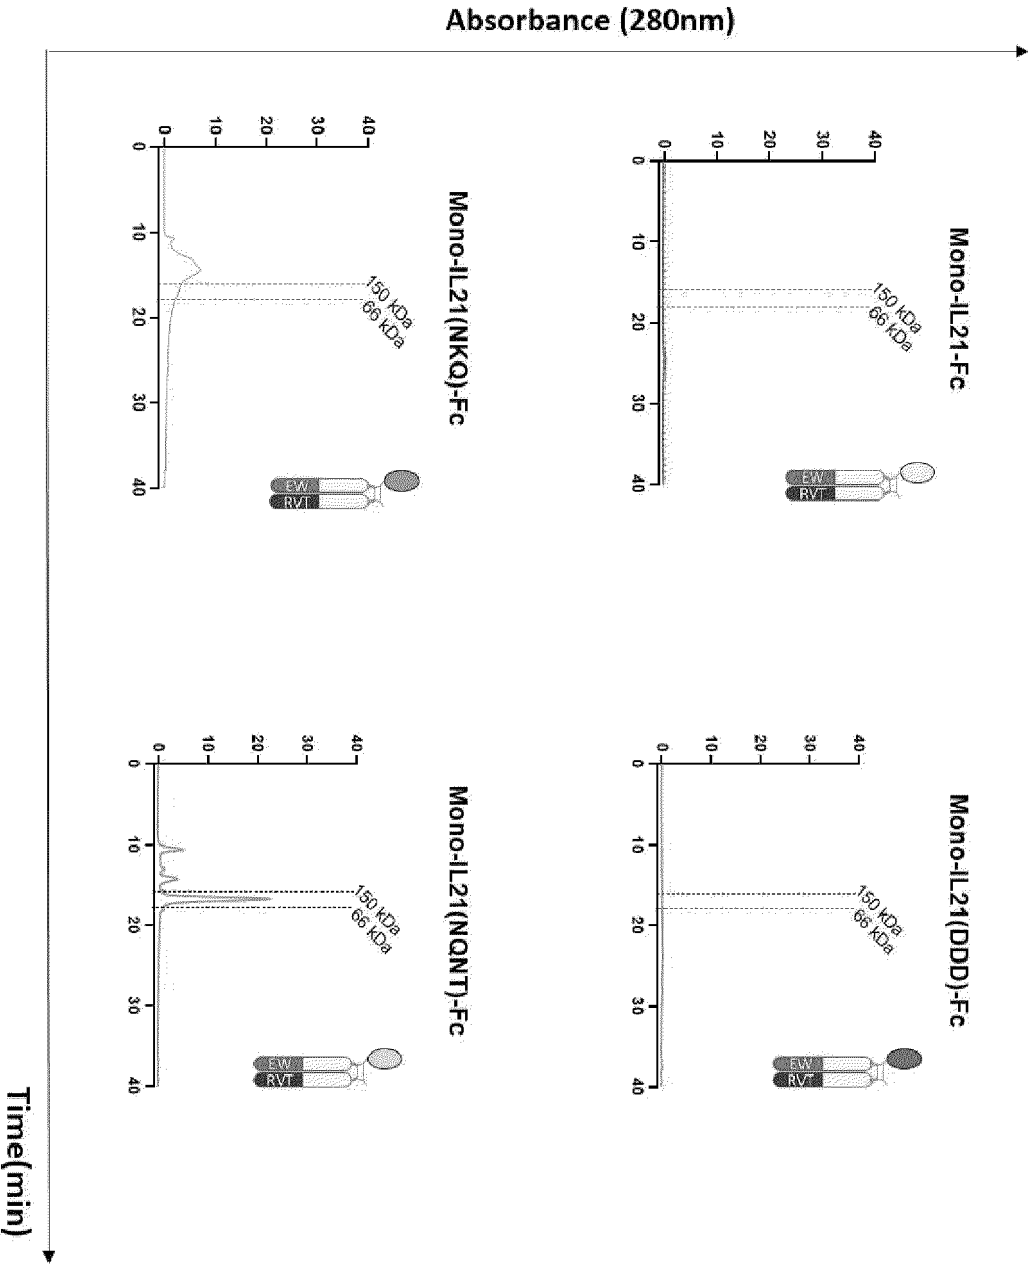 Absorbance (280nm)
Mono-IL21-Fc
40
30
20
10
0
150 kDa
66 kDa
0
10
20
30
40
EW
RVT
Mono-IL21(DDD)-Fc
40
30
20
10
0
150 kDa
66 kDa
0
10
20
30
40
EW
RVT
Mono-IL21(NKQ)-Fc
40
30
20
10
0
150 kDa
66 kDa
0
10
20
30
40
EW
RVT
Mono-IL21(NQNT)-Fc
40
30
20
10
0
150 kDa
66 kDa
0
10
20
30
40
EW
RVT
Time(min)